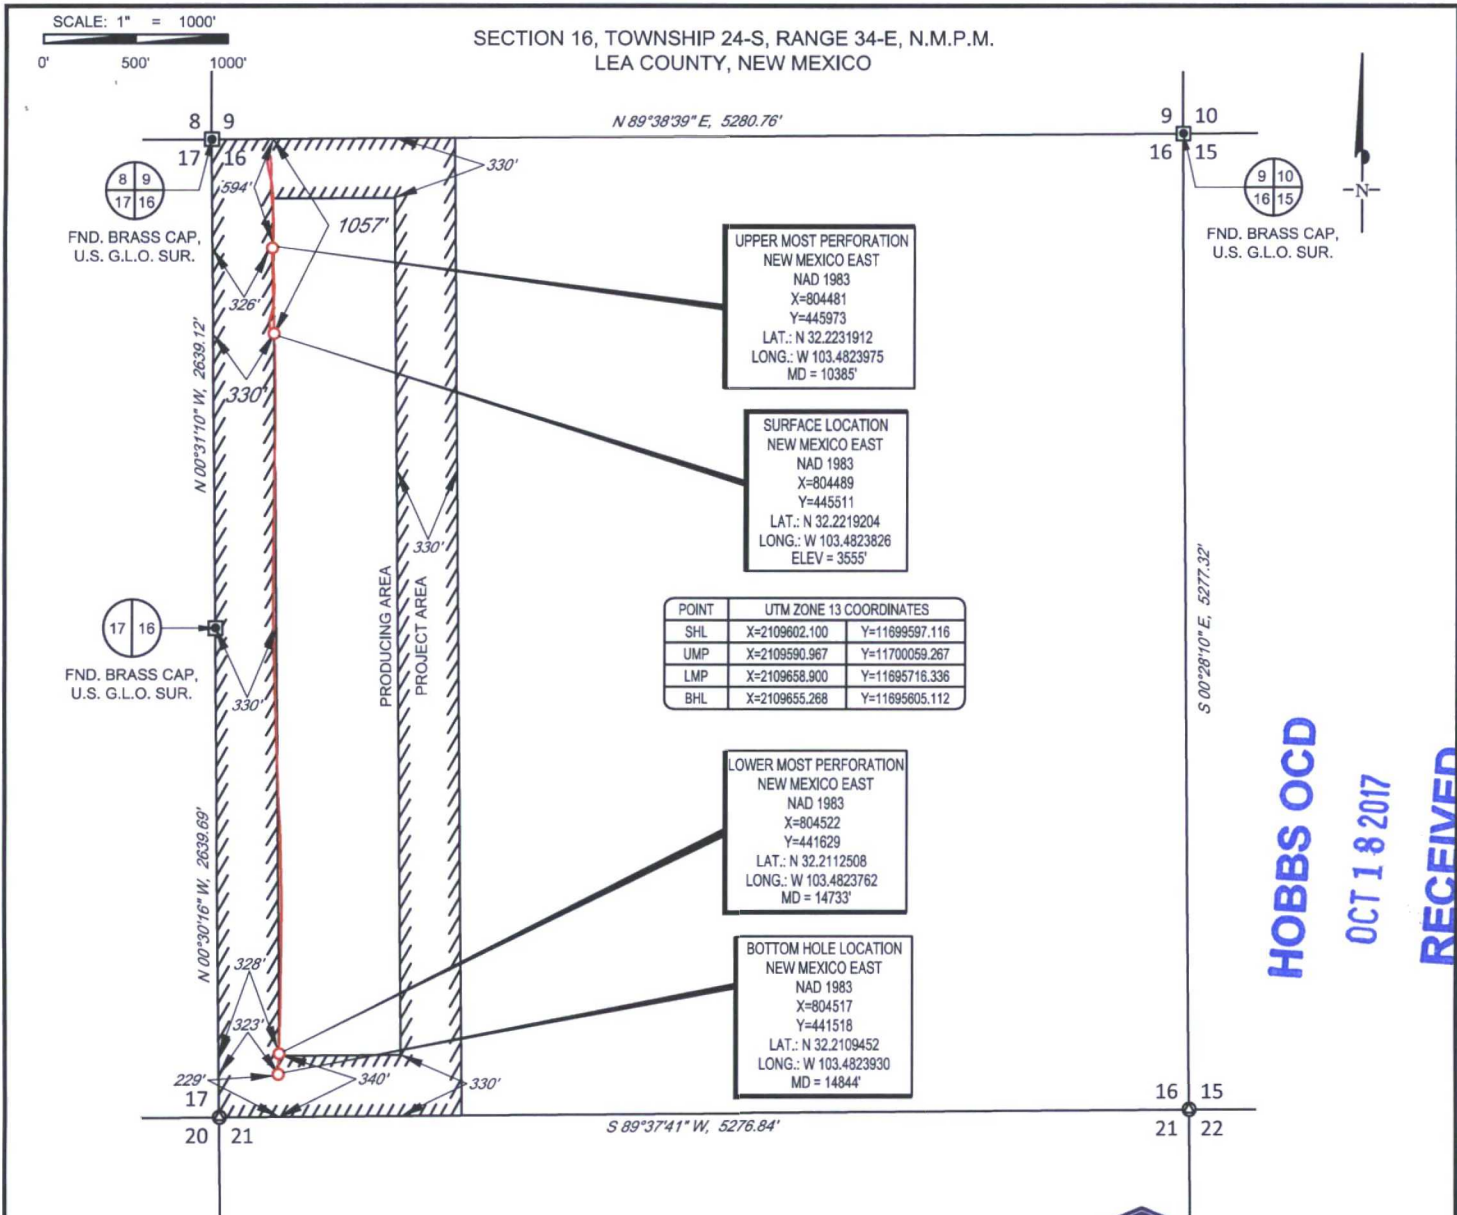 SCALE: 1" = 1000'
0' 500' 1000'
SECTION 16, TOWNSHIP 24-S, RANGE 34-E, N.M.P.M.
LEA COUNTY, NEW MEXICO
N 89°38'39" E, 5280.76'
8 9
17 16
9 10
16 15
8 9
17 16
FND. BRASS CAP,
U.S. G.L.O. SUR.
9 10
16 15
FND. BRASS CAP,
U.S. G.L.O. SUR.
N
594'
330'
1057'
326'
330'
N 00°31'10" W, 2639.12'
UPPER MOST PERFORATION
NEW MEXICO EAST
NAD 1983
X=804481
Y=445973
LAT.: N 32.2231912
LONG.: W 103.4823975
MD = 10385'
SURFACE LOCATION
NEW MEXICO EAST
NAD 1983
X=804489
Y=445511
LAT.: N 32.2219204
LONG.: W 103.4823826
ELEV = 3555'
330'
PRODUCING AREA
PROJECT AREA
S 00°28'10" E, 5277.32'
17 16
FND. BRASS CAP,
U.S. G.L.O. SUR.
330'
POINT UTM ZONE 13 COORDINATES
SHL X=2109602.100 Y=11699597.116
UMP X=2109590.967 Y=11700059.267
LMP X=2109658.900 Y=11695716.336
BHL X=2109655.268 Y=11695605.112
HOBBS OCD
OCT 18 2017
RECEIVED
LOWER MOST PERFORATION
NEW MEXICO EAST
NAD 1983
X=804522
Y=441629
LAT.: N 32.2112508
LONG.: W 103.4823762
MD = 14733'
BOTTOM HOLE LOCATION
NEW MEXICO EAST
NAD 1983
X=804517
Y=441518
LAT.: N 32.2109452
LONG.: W 103.4823930
MD = 14844'
N 00°30'16" W, 2639.69'
328'
323'
229'
340'
330'
17
20 21
16 15
21 22
S 89°37'41" W, 5276.84'